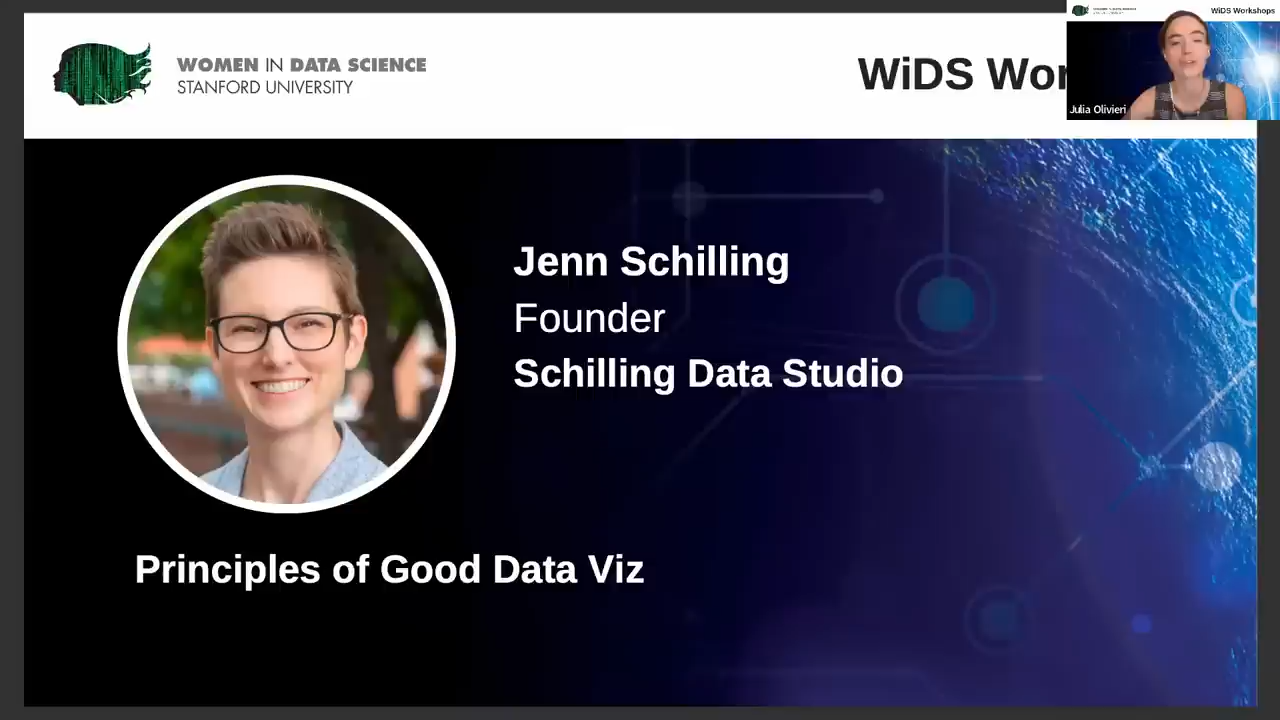 WOMEN IN DATA SCIENCE
STANFORD UNIVERSITY
WiDS Wor
WiDS Workshops
Julia Olivieri
Jenn Schilling
Founder
Schilling Data Studio
Principles of Good Data Viz